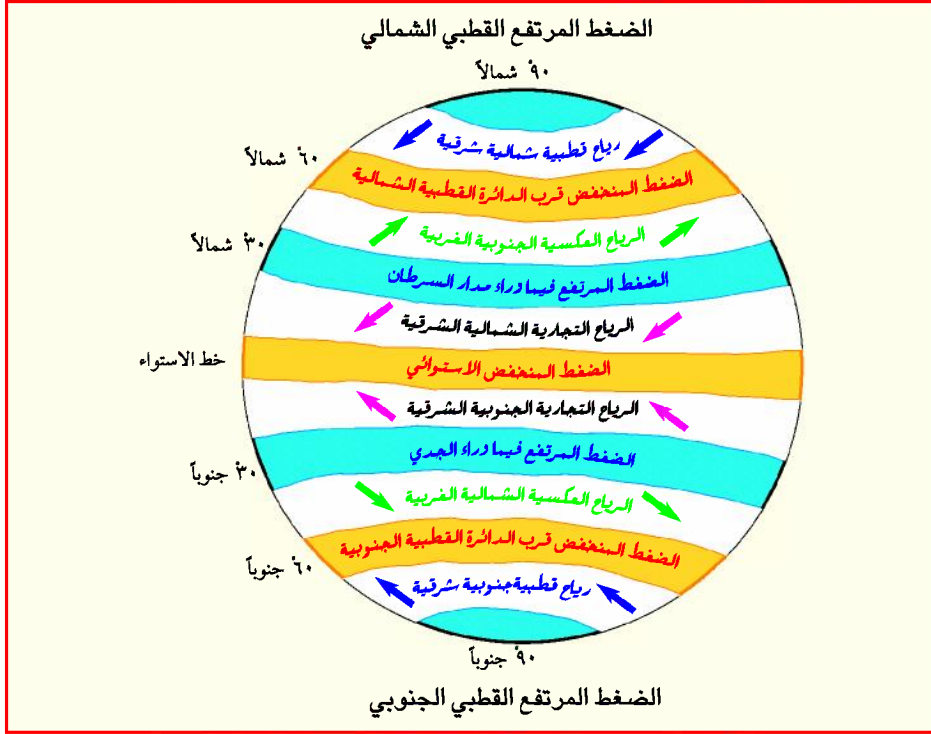 الضغط المرتفع القطبي الشمالي
٩٠° شمالاً
رياح قطبية شمالية شرقية
٦٠° شمالاً
الضغط المنخفض قرب الدائرة القطبية الشمالية
الرياح العكسية الجنوبية الغربية
٣٠° شمالاً
الضغط المرتفع فيما وراء مدار السرطان
الرياح التجارية الشمالية الشرقية
خط الاستواء
الضغط المنخفض الاستوائي
الرياح التجارية الجنوبية الشرقية
الضغط المرتفع فيما وراء الجدي
٣٠° جنوباً
الرياح العكسية الشمالية الغربية
الضغط المنخفض قرب الدائرة القطبية الجنوبية
٦٠° جنوباً
رياح قطبية جنوبية شرقية
٩٠° جنوباً
الضغط المرتفع القطبي الجنوبي